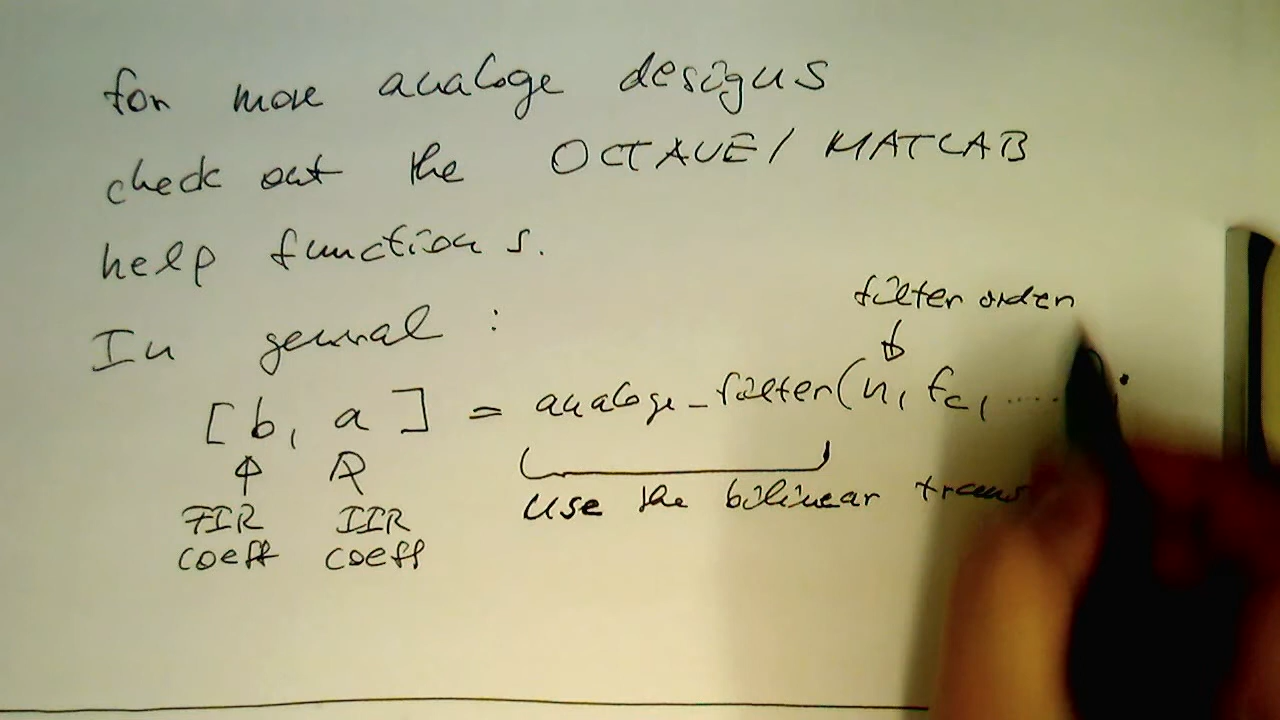 for more analoge designs
check out the OCTAVE/ MATLAB
help functions.
In general :
filter order
[b, a] = analoge_filter(n, fc, .....
use the bilinear trans
FIR IIR
coeff coeff